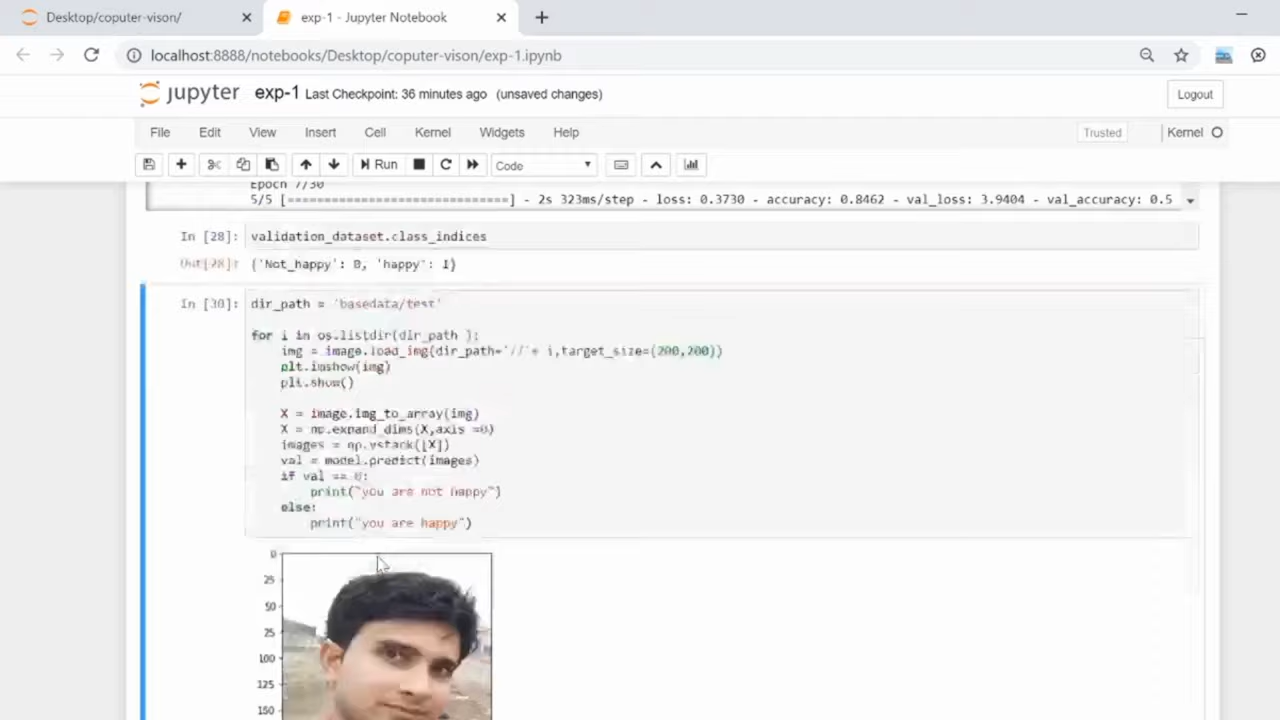 Desktop/coputer-vison/
exp-1 - Jupyter Notebook
localhost:8888/notebooks/Desktop/coputer-vison/exp-1.ipynb
jupyter exp-1 Last Checkpoint: 36 minutes ago (unsaved changes)
Logout
File Edit View Insert Cell Kernel Widgets Help
Trusted
Kernel
Run
Code
Epoch 7/30
5/5 [==============================] - 2s 323ms/step - loss: 0.3730 - accuracy: 0.8462 - val_loss: 3.9404 - val_accuracy: 0.5
In [28]: validation_dataset.class_indices
Out[28]: {'Not_happy': 0, 'happy': 1}
In [30]: dir_path = 'basedata/test'
for i in os.listdir(dir_path ):
img = image.load_img(dir_path+'//'+ i,target_size=(200,200))
plt.imshow(img)
plt.show()
X = image.img_to_array(img)
X = np.expand_dims(X,axis =0)
images = np.vstack([X])
val = model.predict(images)
if val == 0:
print("you are not happy")
else:
print("you are happy")
0
25
50
25
100
125
150